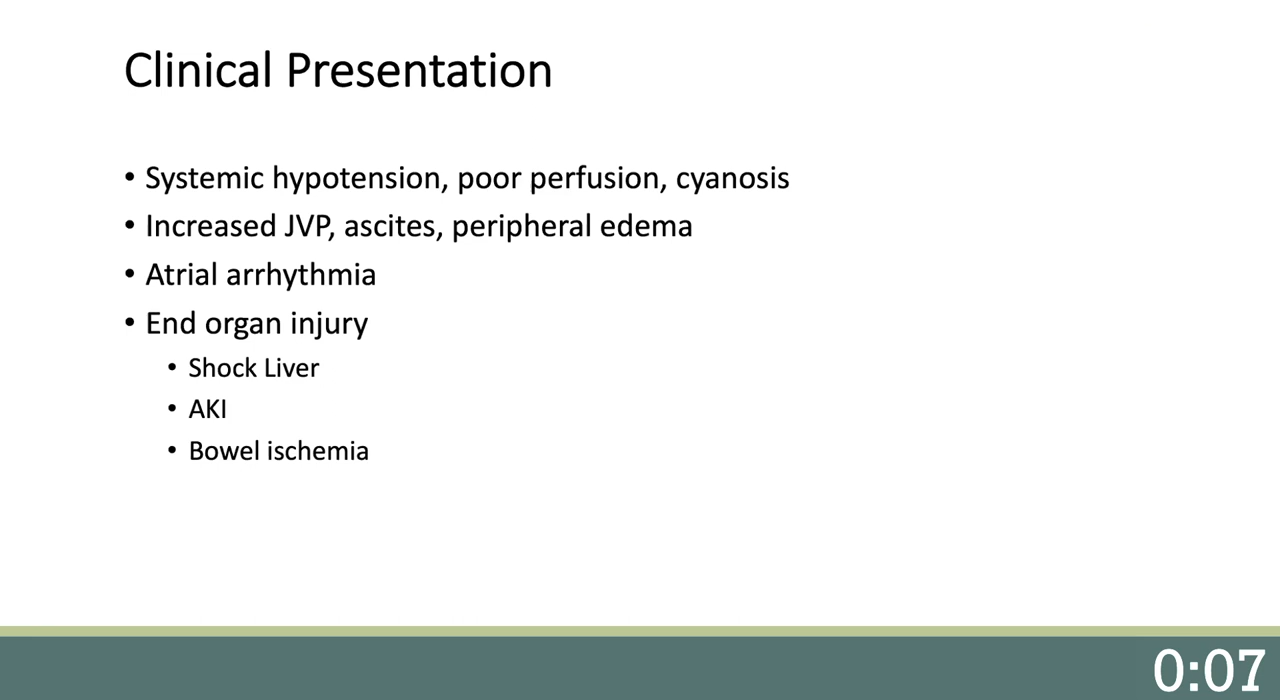 Clinical Presentation
• Systemic hypotension, poor perfusion, cyanosis
• Increased JVP, ascites, peripheral edema
• Atrial arrhythmia
• End organ injury
• Shock Liver
• AKI
• Bowel ischemia
0:07